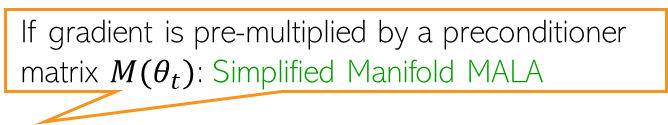 If gradient is pre-multiplied by a preconditioner
matrix 𝑴(𝜽ₜ): Simplified Manifold MALA